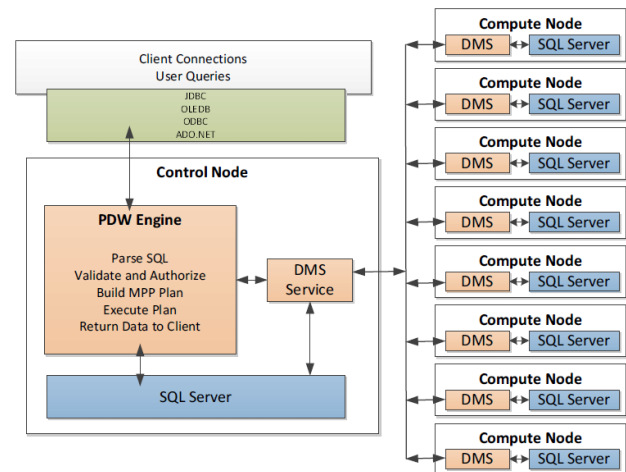 Client Connections
User Queries
JDBC
OLEDB
ODBC
ADO.NET
Control Node
PDW Engine
Parse SQL
Validate and Authorize
Build MPP Plan
Execute Plan
Return Data to Client
DMS
Service
SQL Server
Compute Node
DMS SQL Server
Compute Node
DMS SQL Server
Compute Node
DMS SQL Server
Compute Node
DMS SQL Server
Compute Node
DMS SQL Server
Compute Node
DMS SQL Server
Compute Node
DMS SQL Server
Compute Node
DMS SQL Server